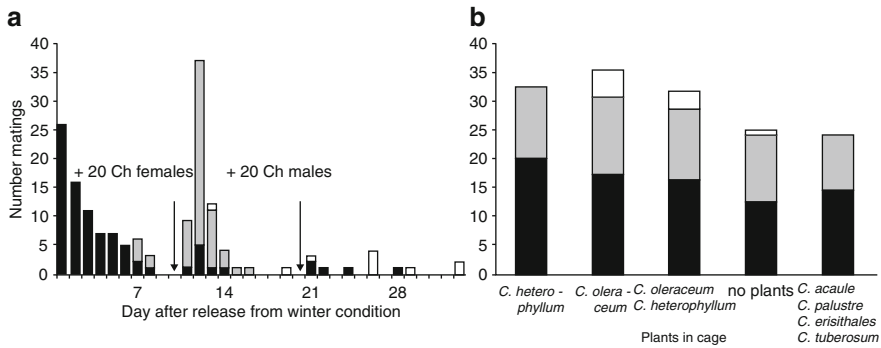 a
b
40
35
30
25
20
15
10
5
0
Number matings
+ 20 Ch females
+ 20 Ch males
7
14
21
28
Day after release from winter condition
40
35
30
25
20
15
10
5
0
C. hetero -
phyllum
C. olera -
ceum
C. oleraceum
C. heterophyllum
no plants
C. acaule
C. palustre
C. erisithales
C. tuberosum
Plants in cage